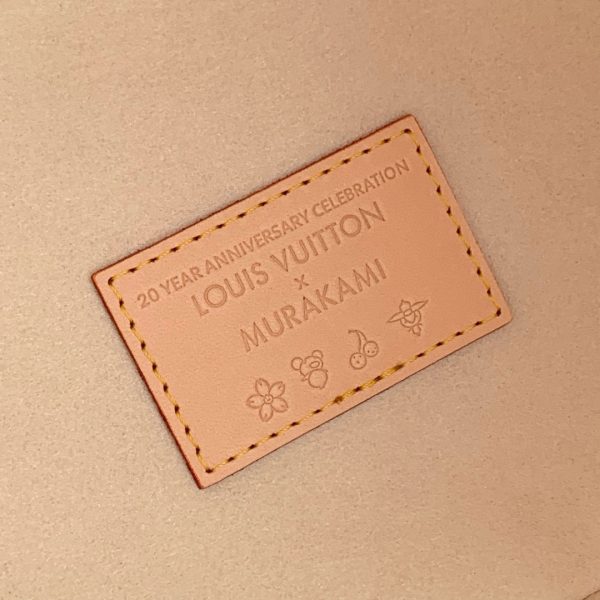 20 YEAR ANNIVERSARY CELEBRATION
LOUIS VUITTON
x
MURAKAMI